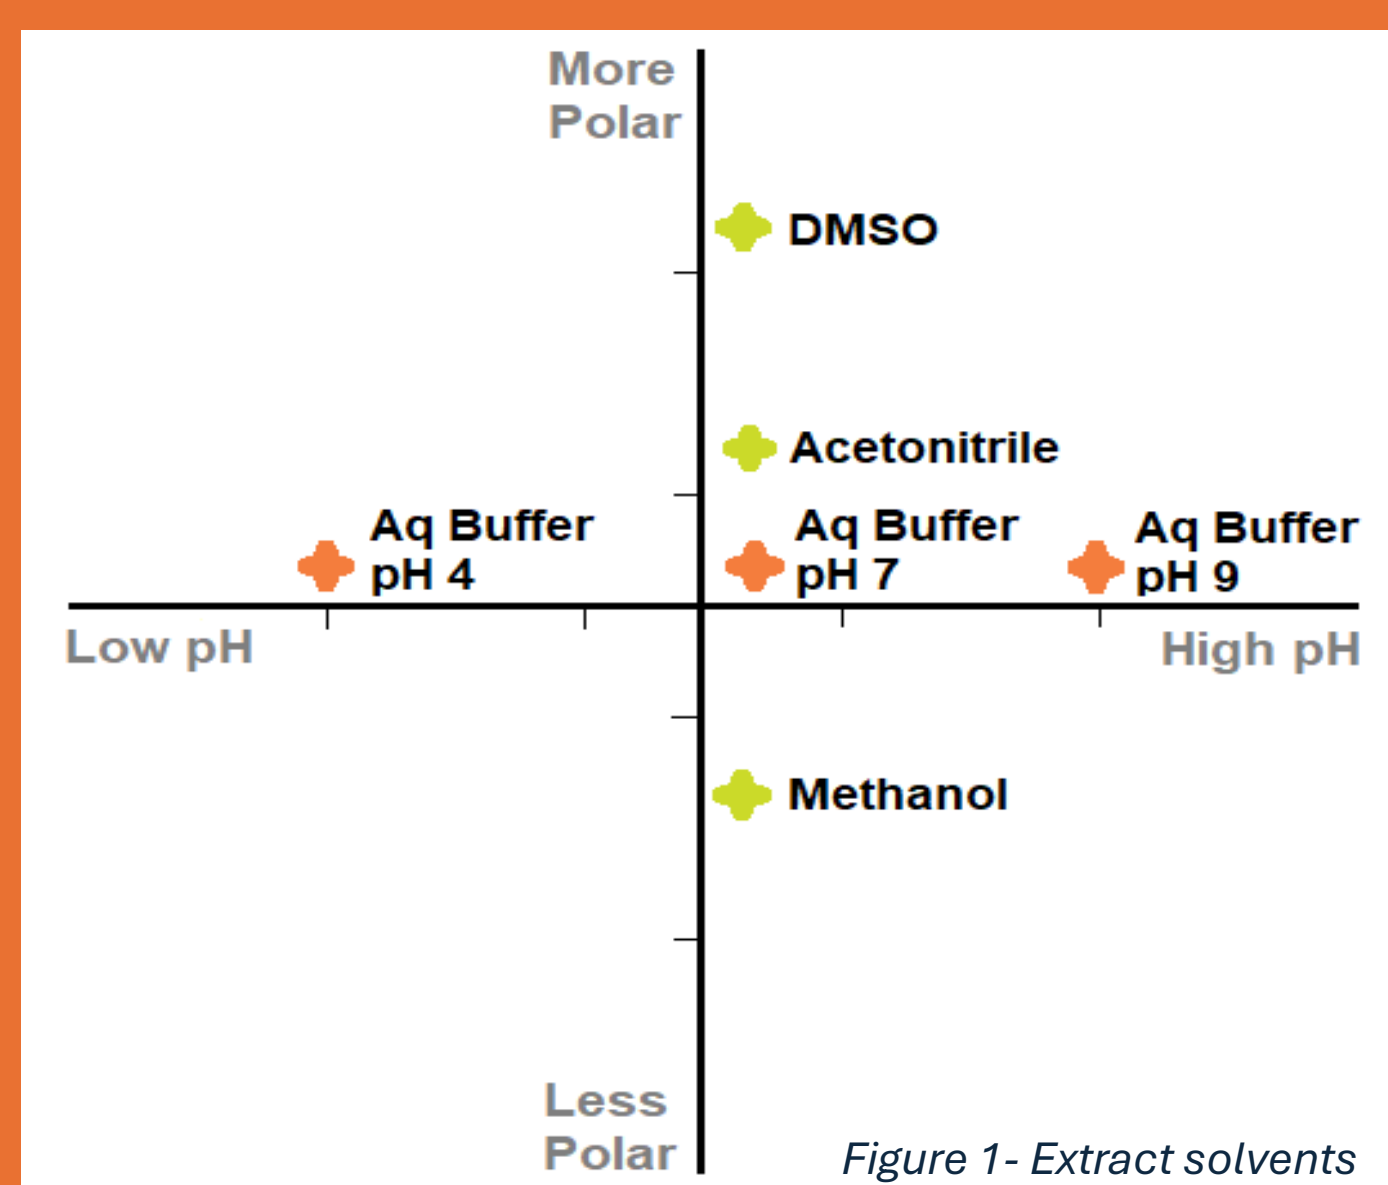 More
Polar
DMSO
Acetonitrile
Aq Buffer
pH 4
Aq Buffer
pH 7
Aq Buffer
pH 9
Low pH
High pH
Methanol
Less
Polar
Figure 1- Extract solvents